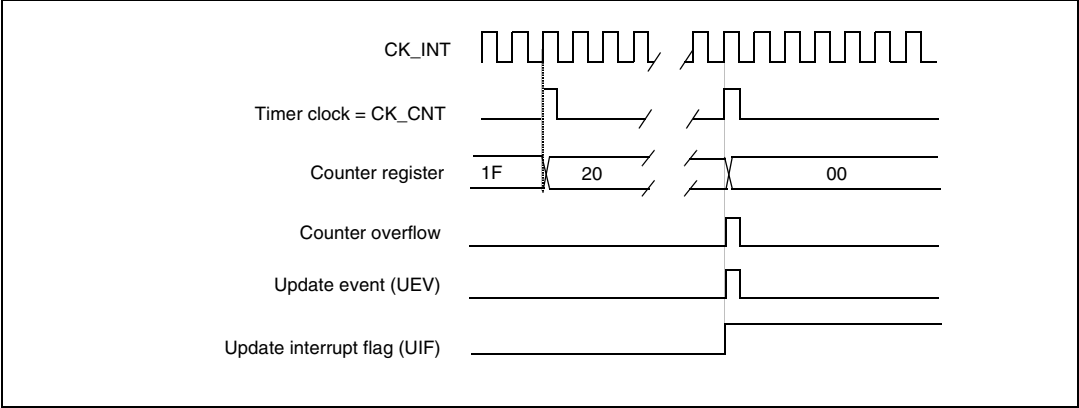 CK_INT
Timer clock = CK_CNT
Counter register
1F
20
00
Counter overflow
Update event (UEV)
Update interrupt flag (UIF)